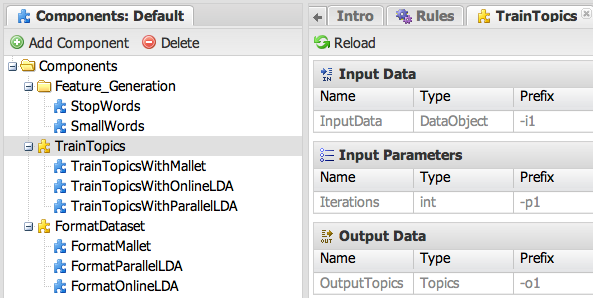 Components: Default
Add Component Delete
Components
Feature_Generation
StopWords
SmallWords
TrainTopics
TrainTopicsWithMallet
TrainTopicsWithOnlineLDA
TrainTopicsWithParallelLDA
FormatDataset
FormatMallet
FormatParallelLDA
FormatOnlineLDA
Intro Rules TrainTopics
Reload
Input Data
Name Type Prefix
InputData DataObject -i1
Input Parameters
Name Type Prefix
Iterations int -p1
Output Data
Name Type Prefix
OutputTopics Topics -o1